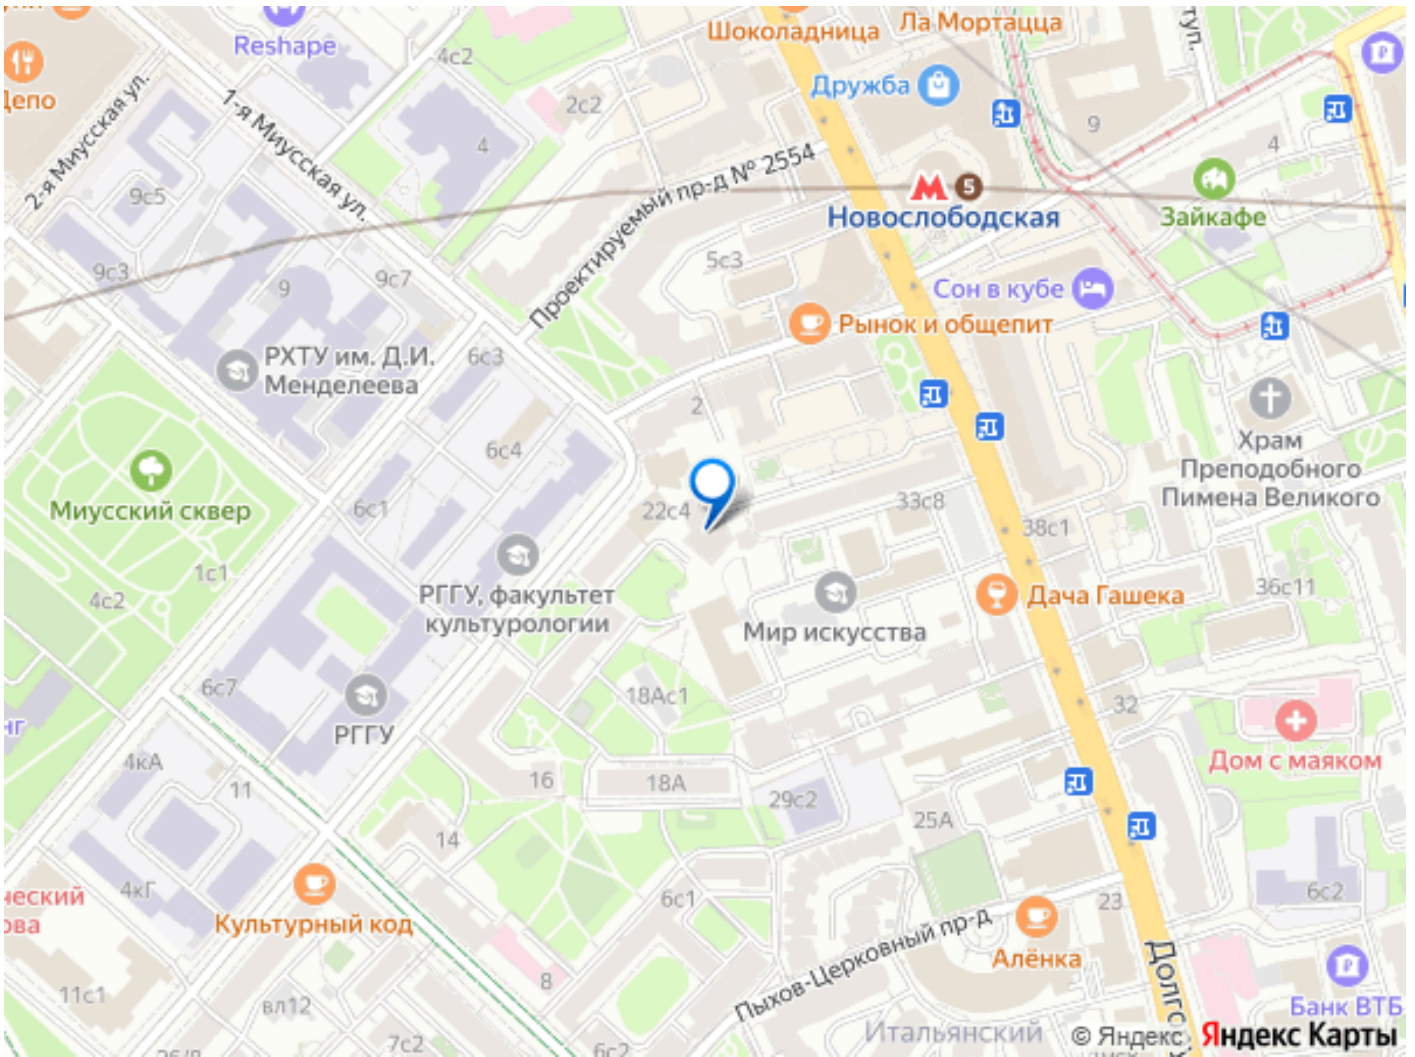 Шоколадница
Ла Мортацца
Reshape
4с2
Депо
2-я Миусская ул.
1-я Миусская ул.
2с2
Дружба
9
4
4
9с5
Проектируемый пр-д № 2554
5
Новослободская
Зайкафе
9с3
9
9с7
5с3
Сон в кубе
Рынок и общепит
РХТУ им. Д.И.
Менделеева
6с3
2
Храм
Преподобного
Пимена Великого
6с4
Миусский сквер
6с1
22с4
33с8
38с1
1с1
4с2
РГГУ, факультет
культурологии
Мир искусства
Дача Гашека
36с11
6с7
РГГУ
18Ас1
32
Дом с маяком
4кА
11
16
18А
29с2
25А
14
4кГ
Культурный код
6с1
23
6с2
Пыхов-Церковный пр-д
Алёнка
8
11с1
вл12
7с2
6с2
Итальянский
Банк ВТБ
© Яндекс
Яндекс Карты